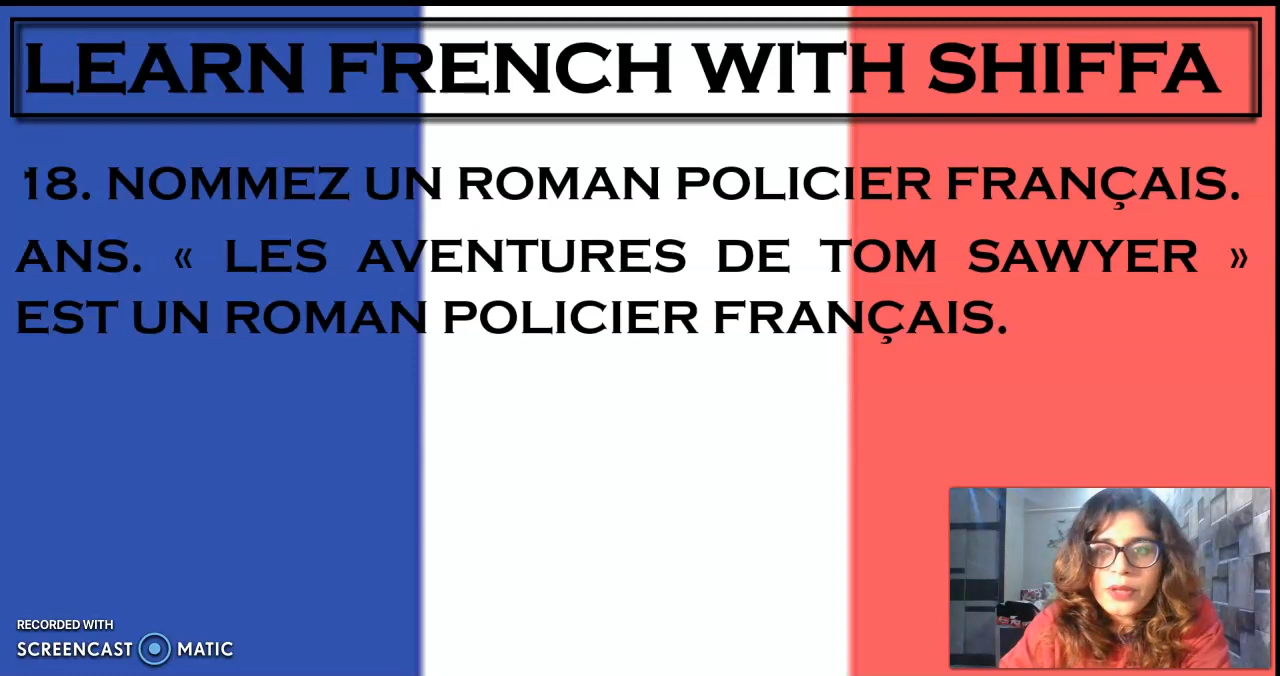 LEARN FRENCH WITH SHIFFA
18. NOMMEZ UN ROMAN POLICIER FRANÇAIS.
ANS. « LES AVENTURES DE TOM SAWYER »
EST UN ROMAN POLICIER FRANÇAIS.
RECORDED WITH
SCREENCAST MATIC